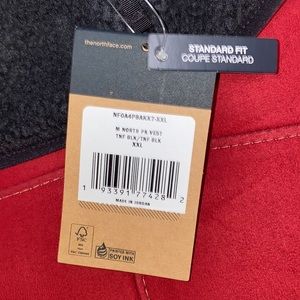 thenorthface.com
STANDARD FIT
COUPE STANDARD
NF0A4P8AKX7-XXL
M NORTH PK VEST
TNF BLK/TNF BLK
XXL
1 93391 77428 2
MADE IN JORDAN
FSC
PRINTED WITH
SOY INK